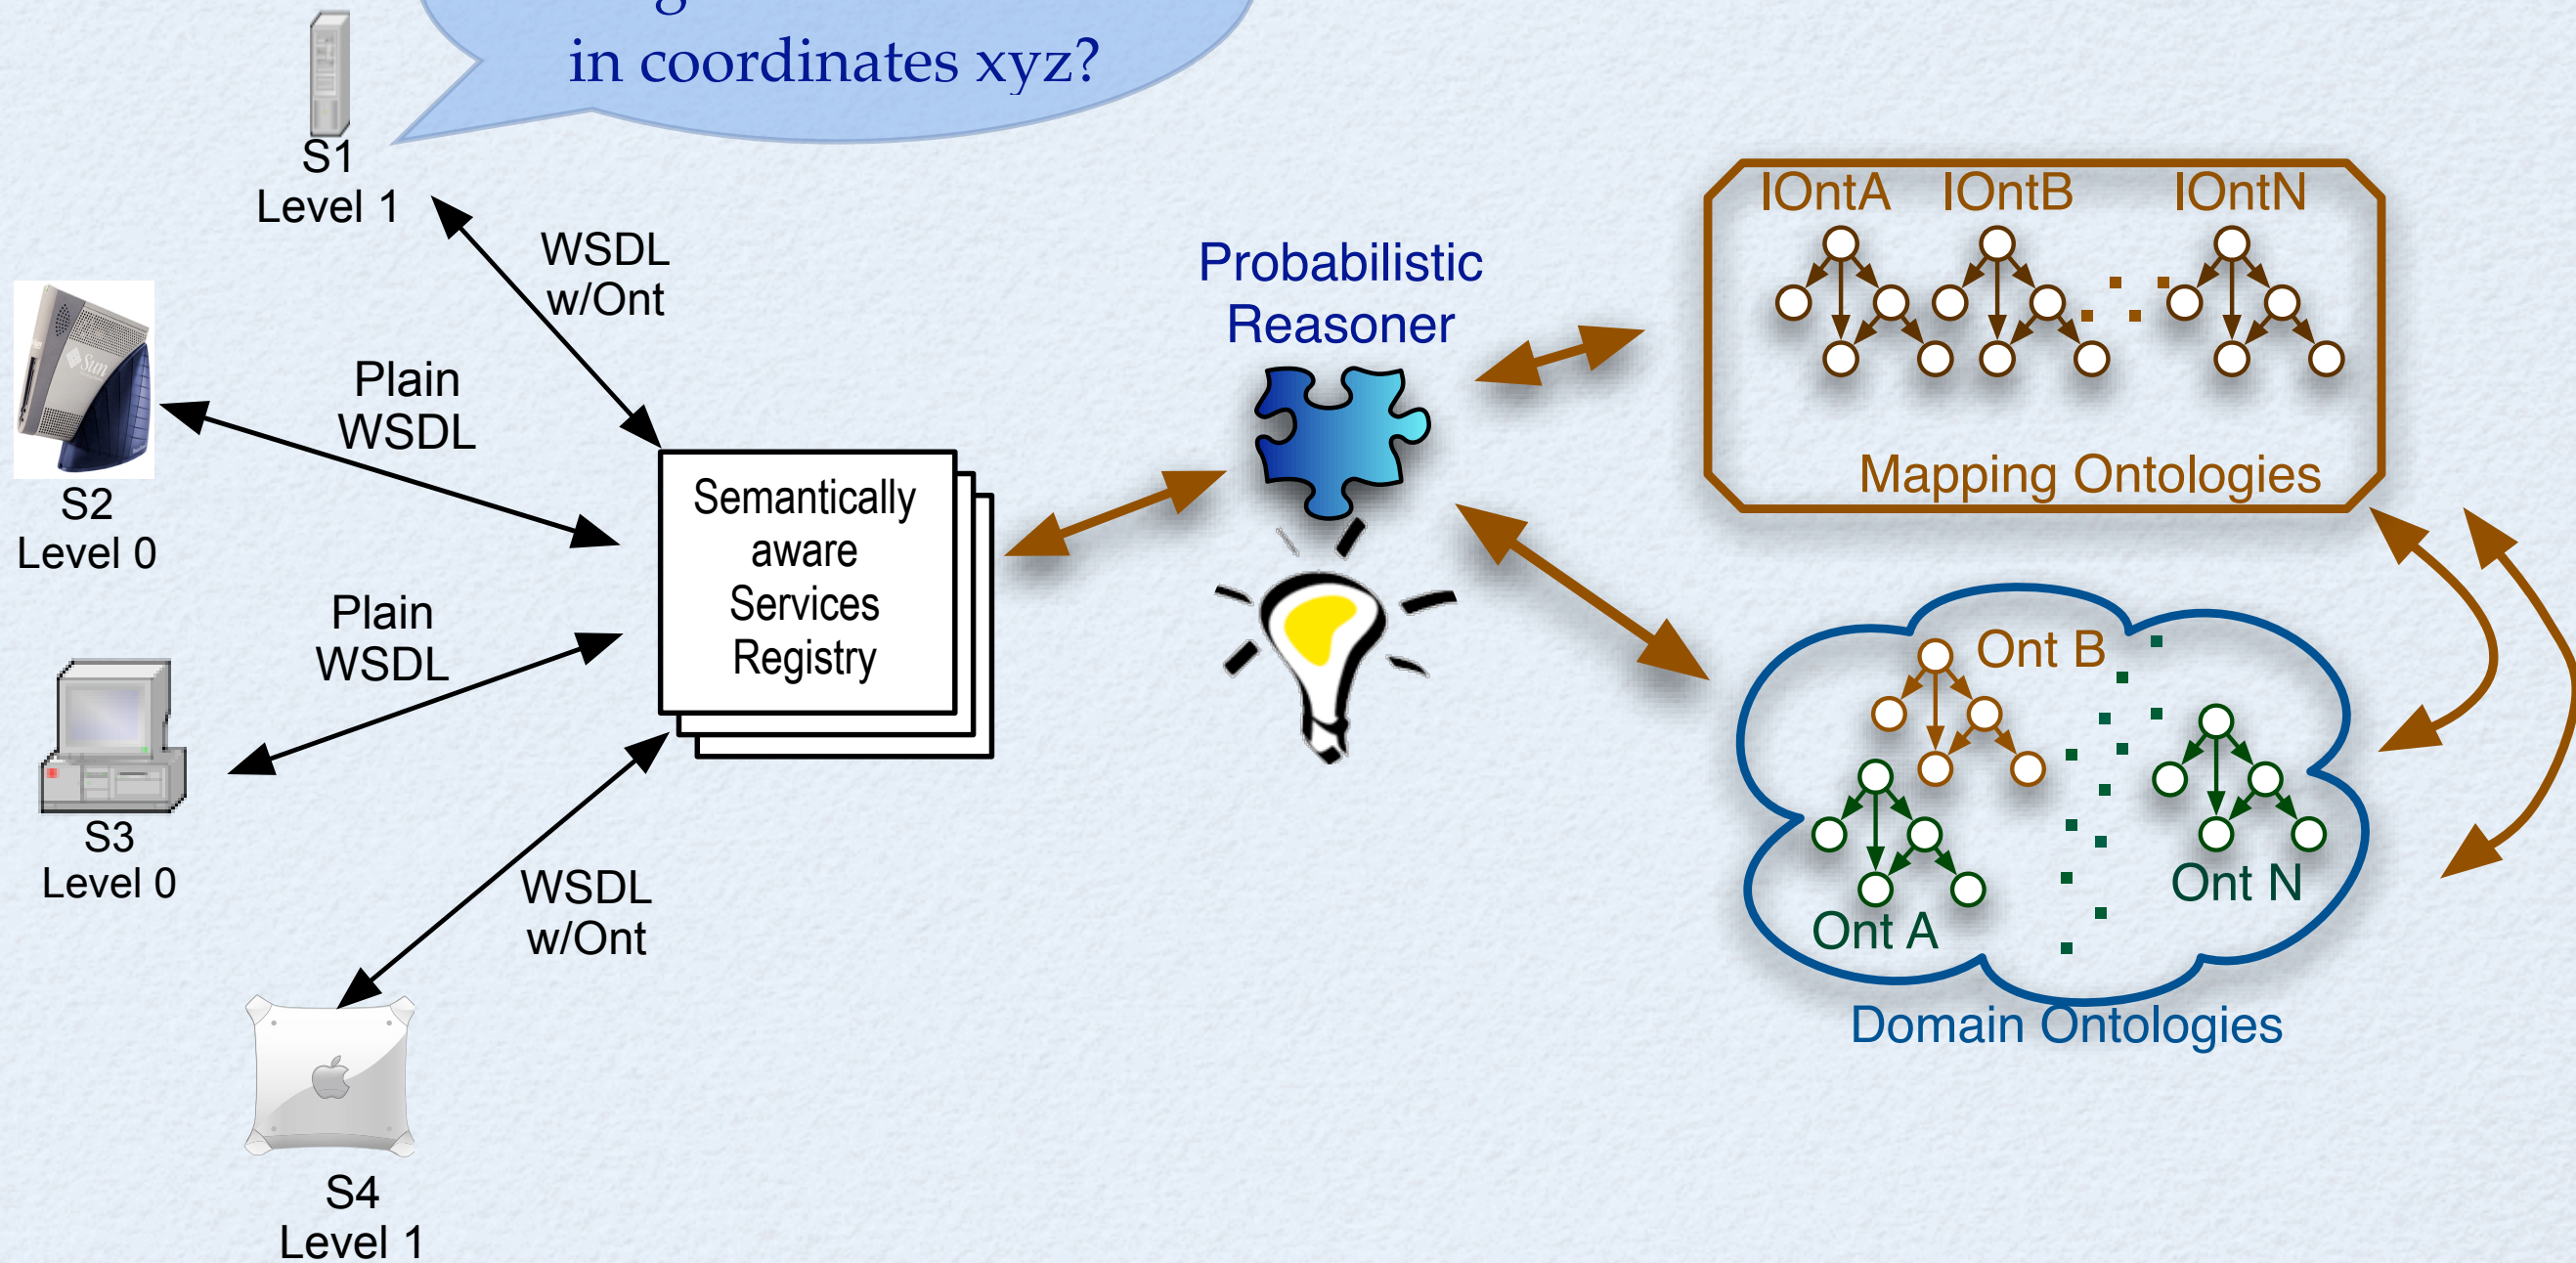 in coordinates xyz?
S1
Level 1
WSDL
w/Ont
Plain
WSDL
Sun
S2
Level 0
Plain
WSDL
S3
Level 0
WSDL
w/Ont
S4
Level 1
Semantically
aware
Services
Registry
Probabilistic
Reasoner
IOntA IOntB IOntN
Mapping Ontologies
Ont B
Ont A
Ont N
Domain Ontologies